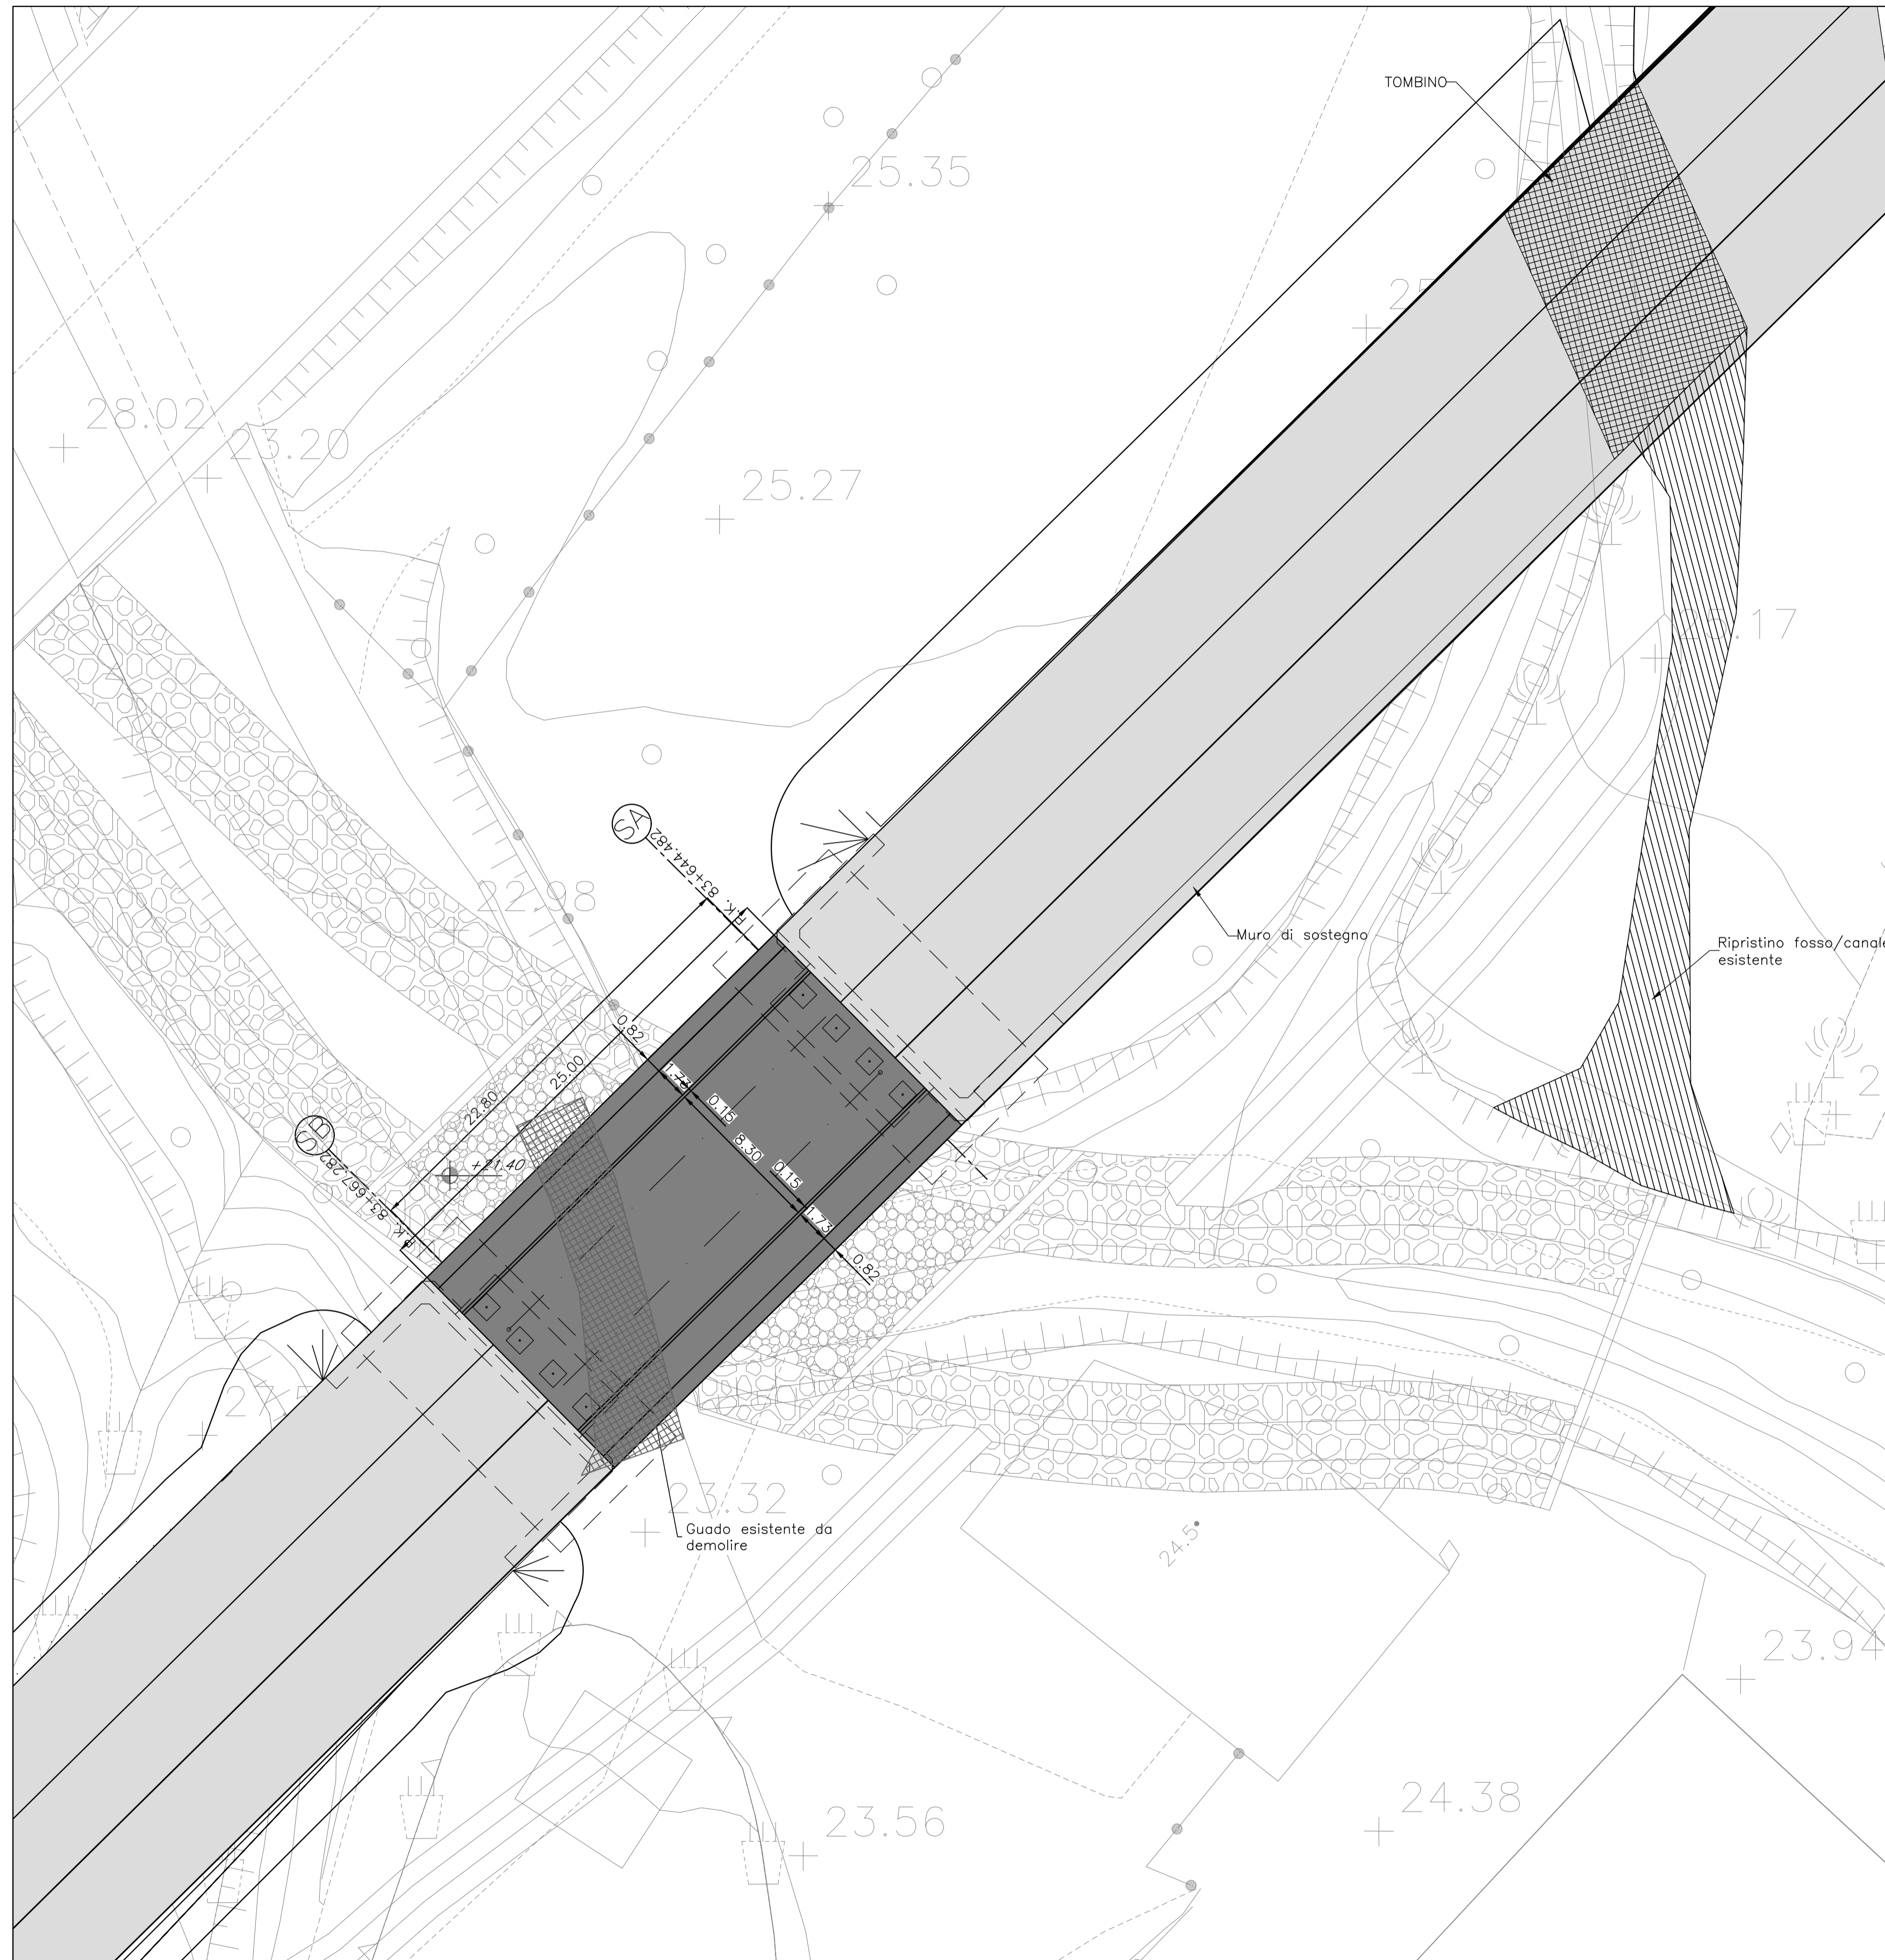 TOMBINO
25.35
28.02
23.20
25.27
25.17
SA
P.K. 83+644.482
22.98
Muro di sostegno
Ripristino fosso/canale
esistente
0.82
1.73
0.15
8.30
0.15
1.73
0.82
25.00
22.80
SB
P.K. 83+667.282
+21.40
23.32
Guado esistente da
demolire
24.5
23.94
24.38
23.56